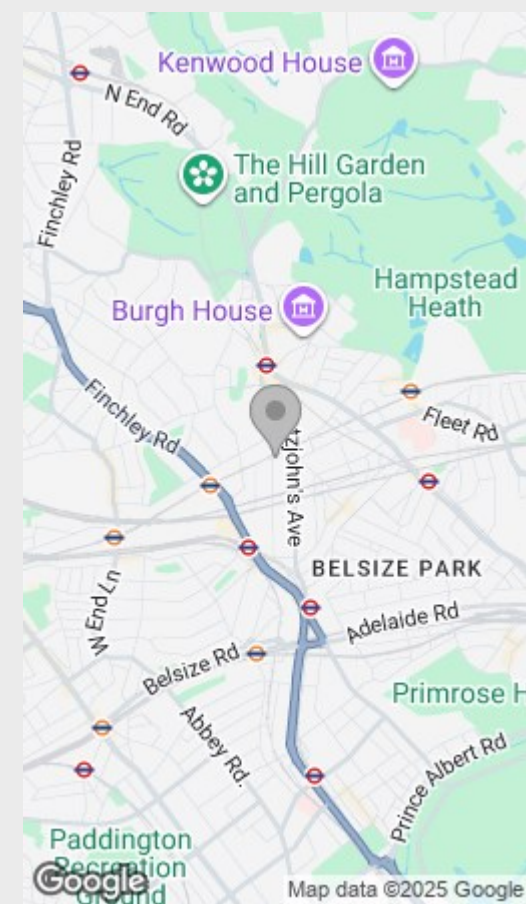 Kenwood House
N End Rd
Finchley Rd
The Hill Garden
and Pergola
Hampstead
Heath
Burgh House
Finchley Rd
Fleet Rd
tzjohn's Ave
BELSIZE PARK
W End Ln
Adelaide Rd
Belsize Rd
Primrose H
Abbey Rd.
Prince Albert Rd
Paddington
Recreation
Ground
Google
Map data ©2025 Google